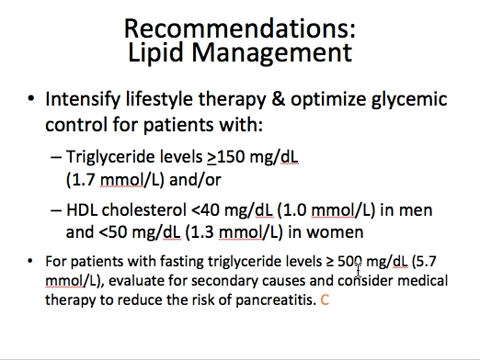 Recommendations:
Lipid Management
• Intensify lifestyle therapy & optimize glycemic
control for patients with:
– Triglyceride levels ≥150 mg/dL
(1.7 mmol/L) and/or
– HDL cholesterol <40 mg/dL (1.0 mmol/L) in men
and <50 mg/dL (1.3 mmol/L) in women
• For patients with fasting triglyceride levels ≥ 500 mg/dL (5.7
mmol/L), evaluate for secondary causes and consider medical
therapy to reduce the risk of pancreatitis. C